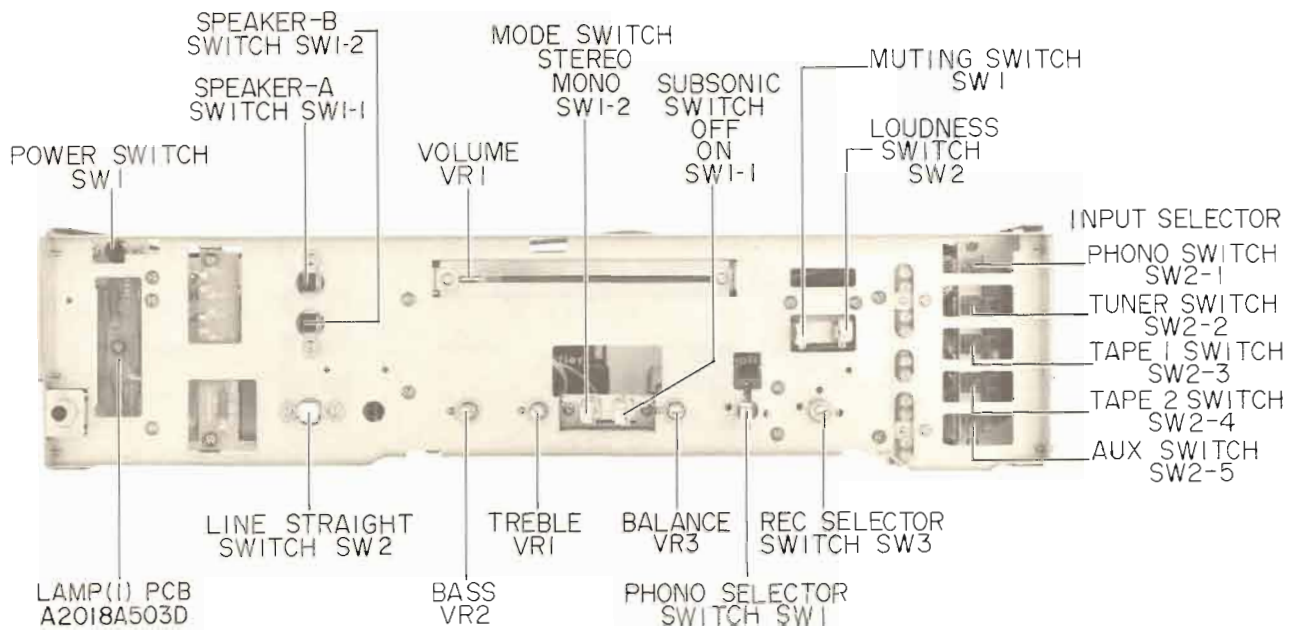 SPEAKER-B
SWITCH SW1-2
SPEAKER-A
SWITCH SW1-1
POWER SWITCH
SW1
VOLUME
VR1
MODE SWITCH
STEREO
MONO
SW1-2
SUBSONIC
SWITCH
OFF
ON
SW1-1
MUTING SWITCH
SW1
LOUDNESS
SWITCH
SW2
INPUT SELECTOR
PHONO SWITCH
SW2-1
TUNER SWITCH
SW2-2
TAPE 1 SWITCH
SW2-3
TAPE 2 SWITCH
SW2-4
AUX SWITCH
SW2-5
LAMP(1) PCB
A2018A503D
LINE STRAIGHT
SWITCH SW2
BASS
VR2
TREBLE
VR1
BALANCE
VR3
PHONO SELECTOR
SWITCH SW1
REC SELECTOR
SWITCH SW3